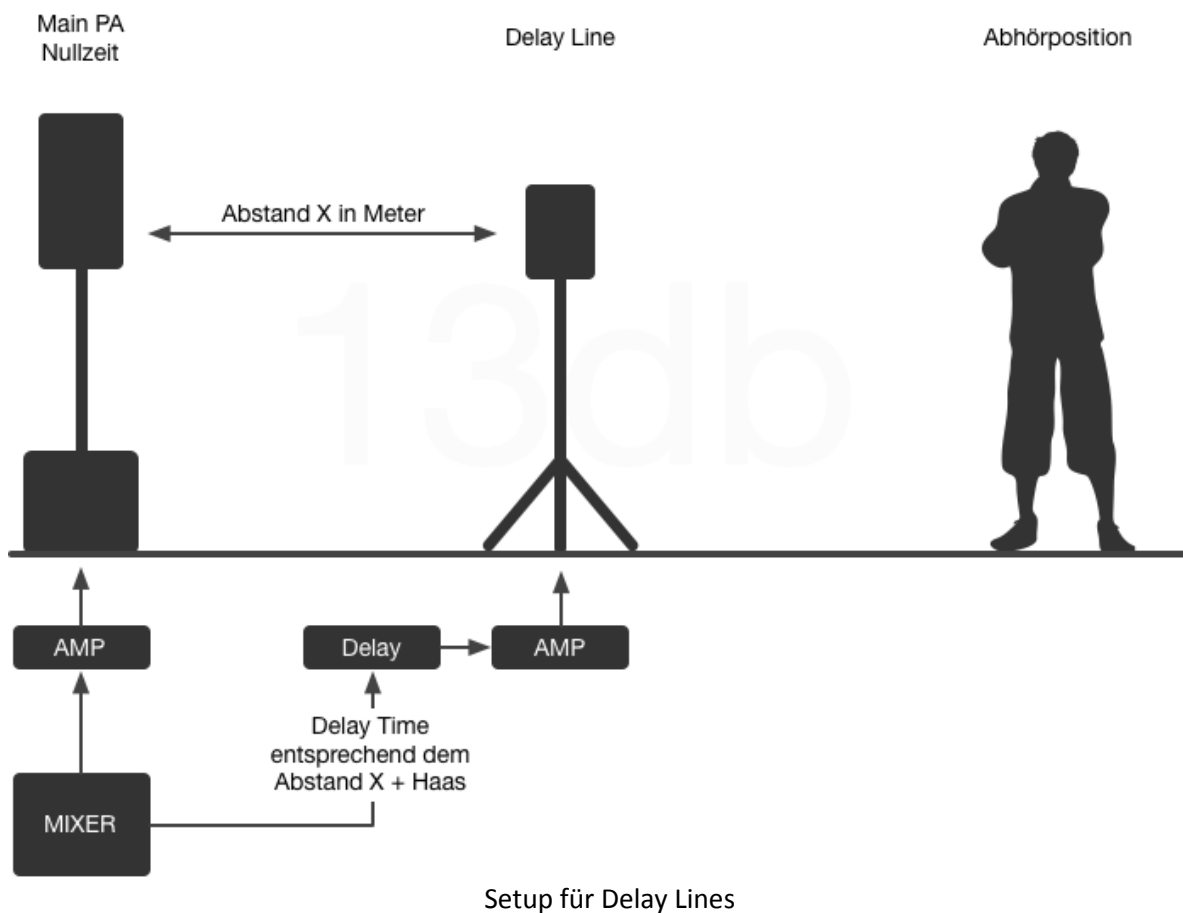 Main PA
Nullzeit
Delay Line
Abhörposition
Abstand X in Meter
13db
AMP
Delay
AMP
Delay Time
entsprechend dem
Abstand X + Haas
MIXER
Setup für Delay Lines